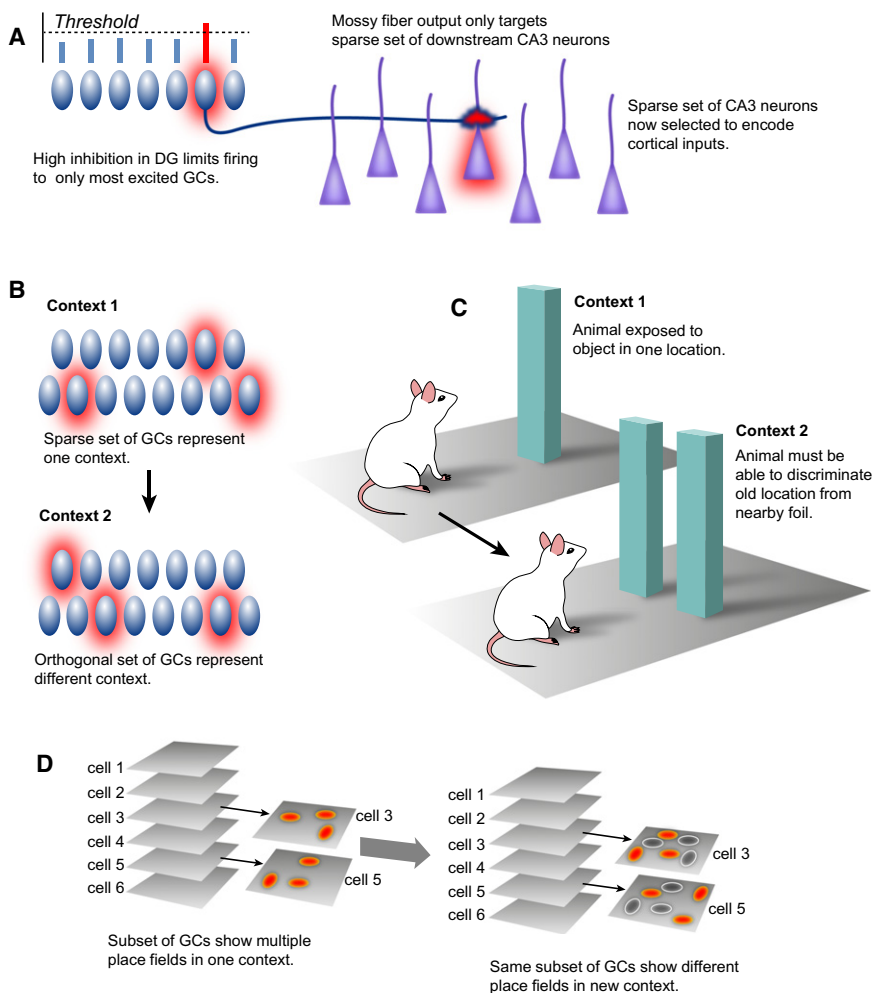 A
Threshold
High inhibition in DG limits firing
to only most excited GCs.
Mossy fiber output only targets
sparse set of downstream CA3 neurons
Sparse set of CA3 neurons
now selected to encode
cortical inputs.
B
Context 1
Sparse set of GCs represent
one context.
Context 2
Orthogonal set of GCs represent
different context.
C
Context 1
Animal exposed to
object in one location.
Context 2
Animal must be
able to discriminate
old location from
nearby foil.
D
cell 1
cell 2
cell 3
cell 4
cell 5
cell 6
cell 3
cell 5
Subset of GCs show multiple
place fields in one context.
cell 1
cell 2
cell 3
cell 4
cell 5
cell 6
cell 3
cell 5
Same subset of GCs show different
place fields in new context.